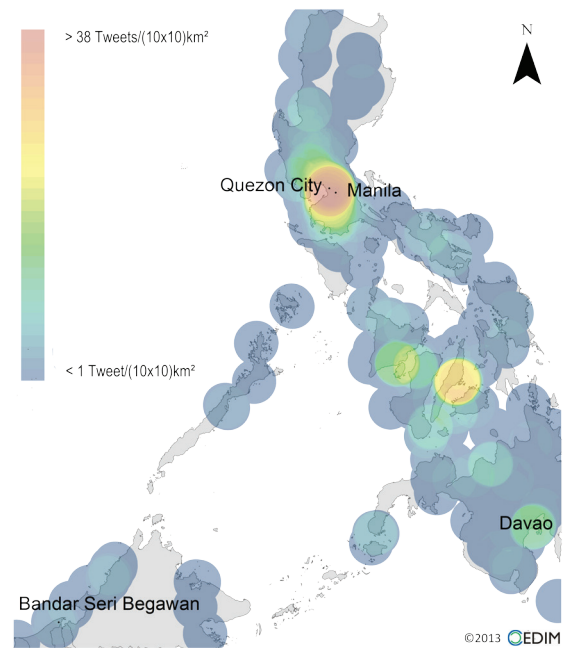 > 38 Tweets/(10x10)km²
N
Quezon City
Manila
< 1 Tweet/(10x10)km²
Davao
Bandar Seri Begawan
©2013 CEDIM